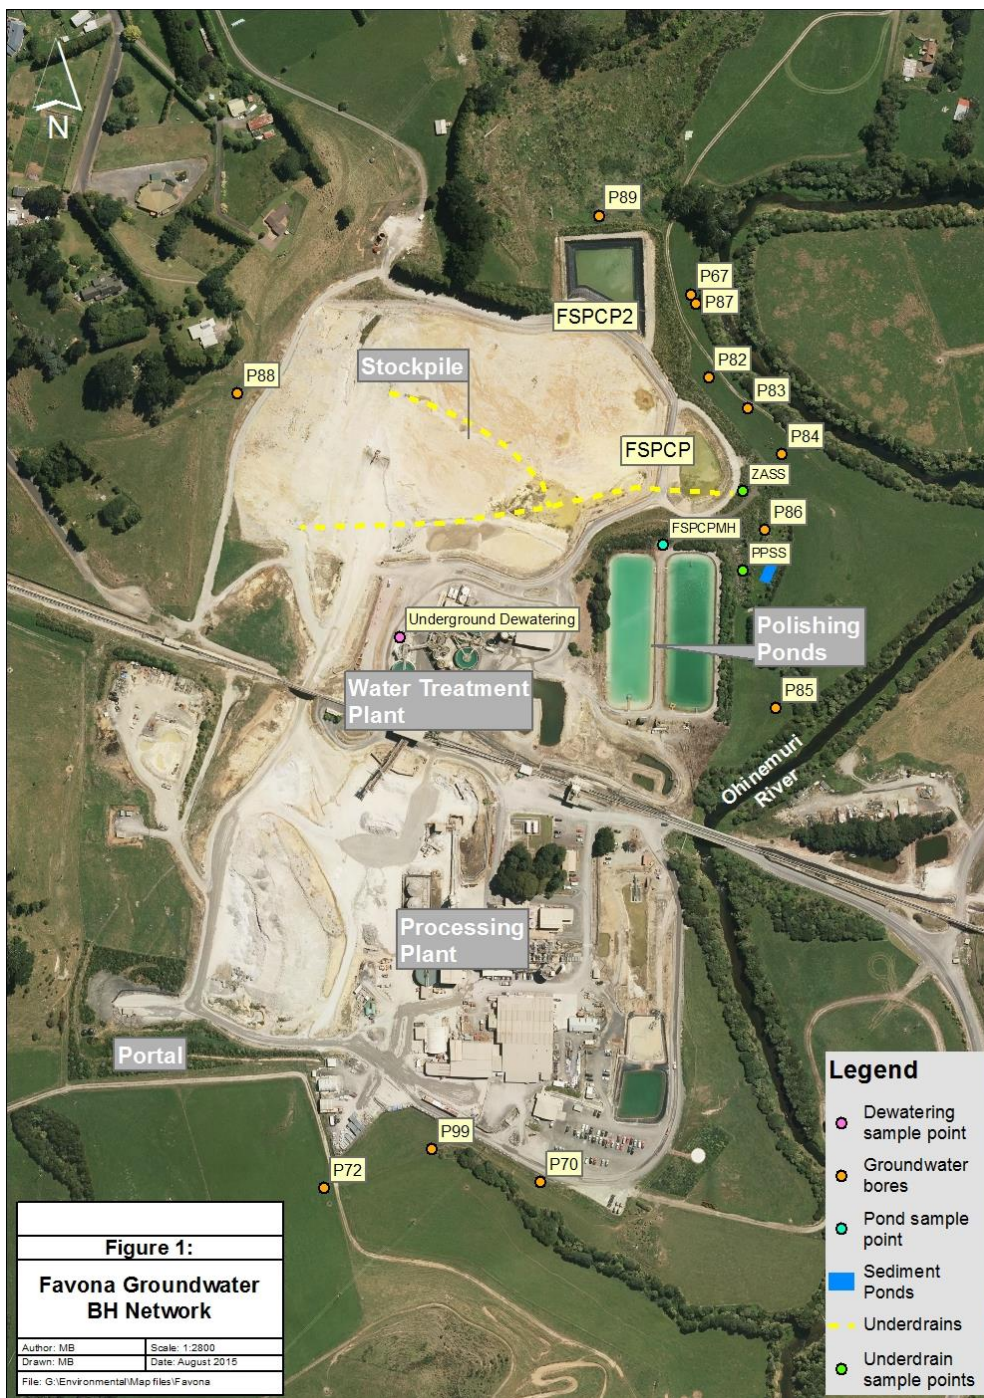 N
P89
P67
P87
FSPCP2
Stockpile
P82
P88
P83
FSPCP
P84
ZASS
P86
FSPCPMH
PPSS
Underground Dewatering
Polishing
Ponds
Water Treatment
Plant
P85
Ohinemuri
River
Processing
Plant
Portal
P99
P72
P70
Legend
Dewatering
sample point
Groundwater
bores
Pond sample
point
Sediment
Ponds
Underdrains
Underdrain
sample points
Figure 1:
Favona Groundwater
BH Network
Author: MB
Scale: 1:2800
Drawn: MB
Date: August 2015
File: G:\Environmental\Mapfiles\Favona